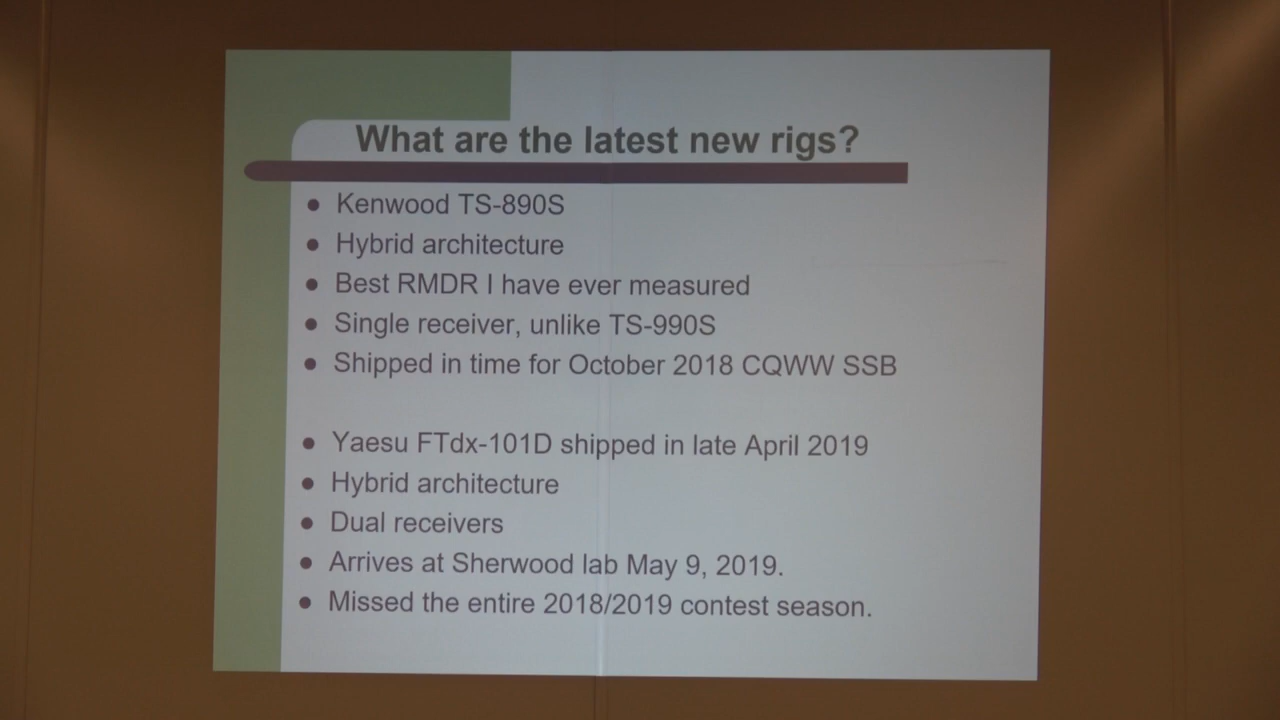 What are the latest new rigs?
● Kenwood TS-890S
● Hybrid architecture
● Best RMDR I have ever measured
● Single receiver, unlike TS-990S
● Shipped in time for October 2018 CQWW SSB
● Yaesu FTdx-101D shipped in late April 2019
● Hybrid architecture
● Dual receivers
● Arrives at Sherwood lab May 9, 2019.
● Missed the entire 2018/2019 contest season.